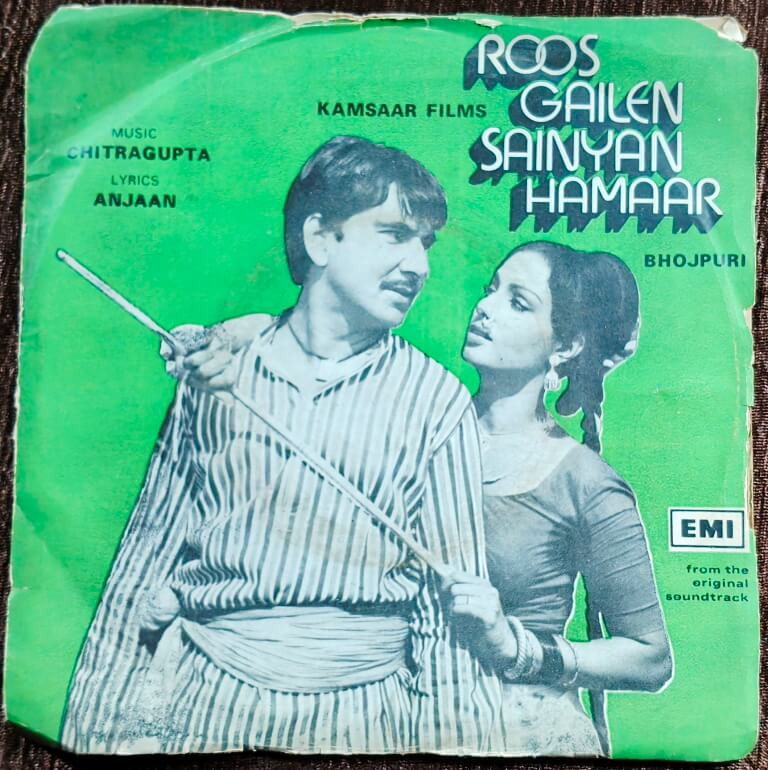 ROOS
GAILEN
SAINYAN
HAMAAR
KAMSAAR FILMS
MUSIC
CHITRAGUPTA
LYRICS
ANJAAN
BHOJPURI
EMI
from the
original
soundtrack